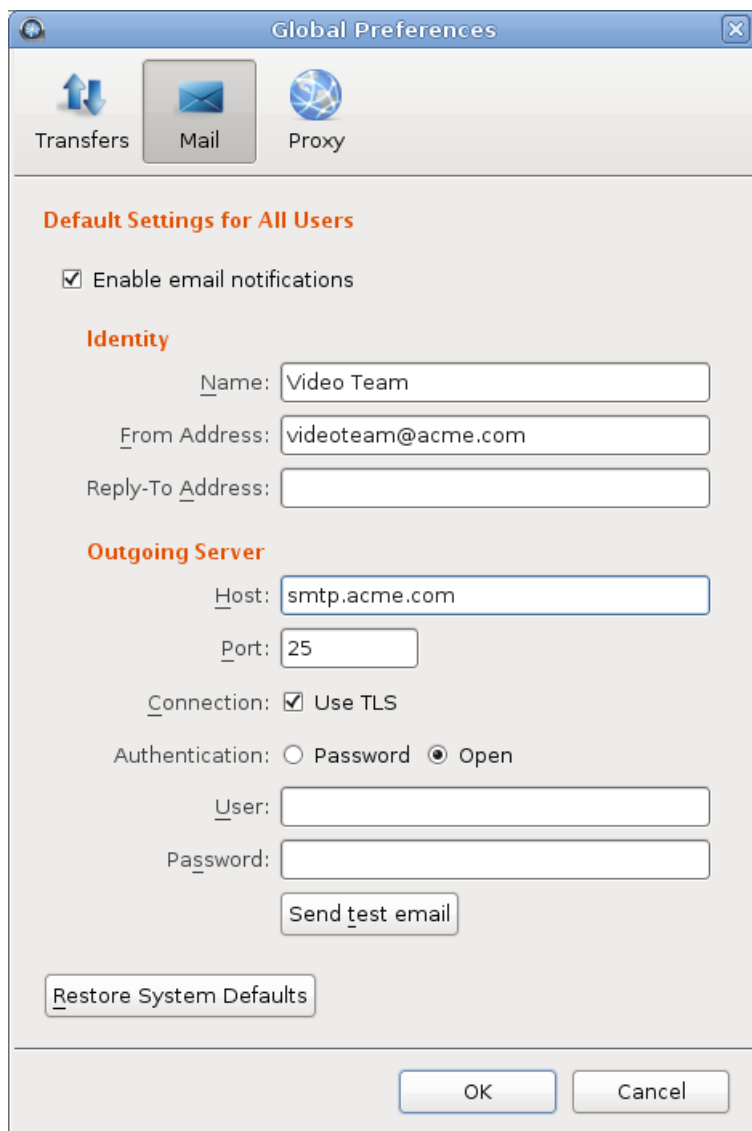 Global Preferences
Transfers Mail Proxy
Default Settings for All Users
Enable email notifications
Identity
Name: Video Team
From Address: videoteam@acme.com
Reply-To Address:
Outgoing Server
Host: smtp.acme.com
Port: 25
Connection: Use TLS
Authentication: Password Open
User:
Password:
Send test email
Restore System Defaults
OK Cancel